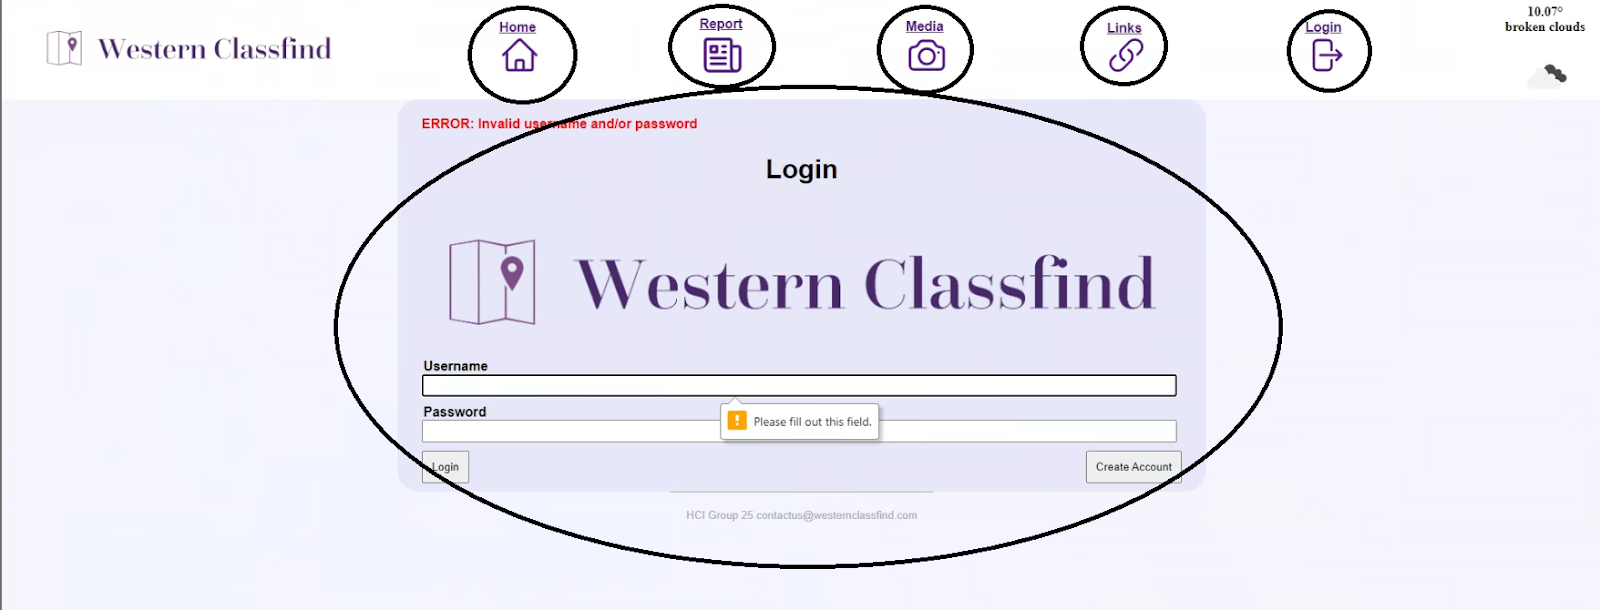 Western Classfind
Home
Report
Media
Links
Login
10.07°
broken clouds
ERROR: Invalid username and/or password
Login
Western Classfind
Username
Please fill out this field.
Password
Login
Create Account
HCI Group 25 contactus@westernclassfind.com